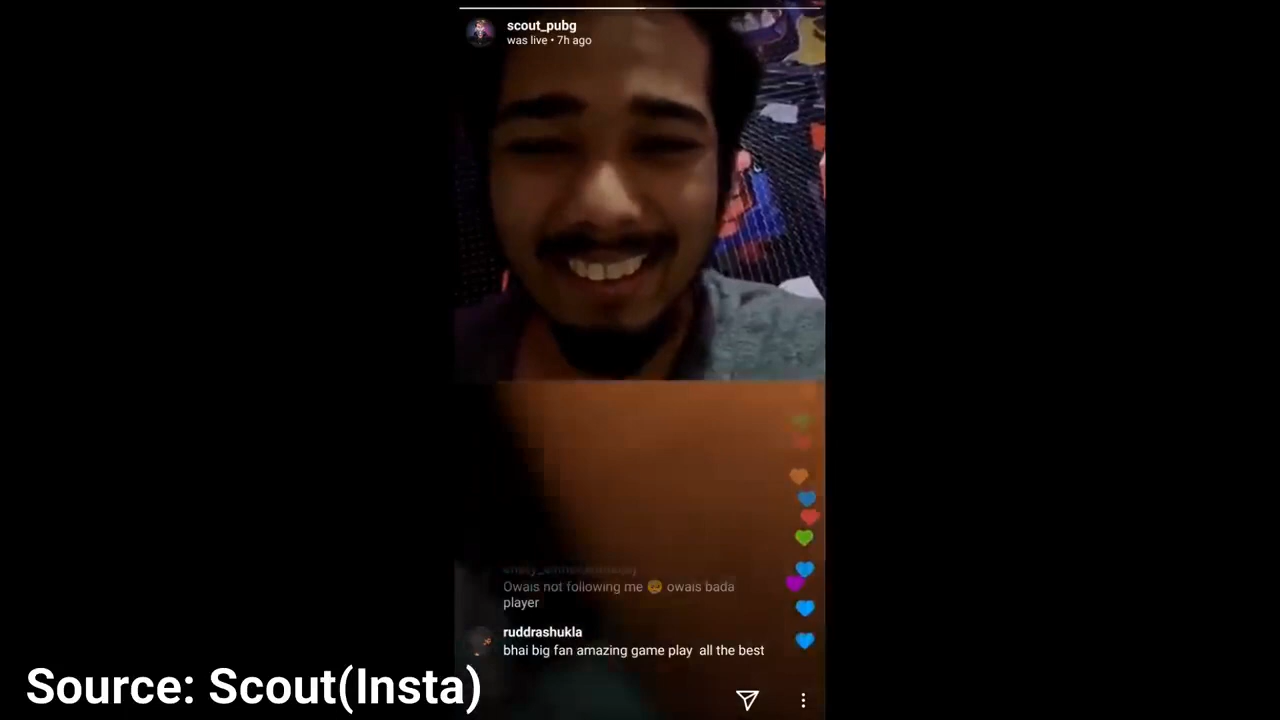 scout_pubg
was live • 7h ago
Owais not following me 🥺 owais bada
player
ruddrashukla
bhai big fan amazing game play all the best
Source: Scout(Insta)